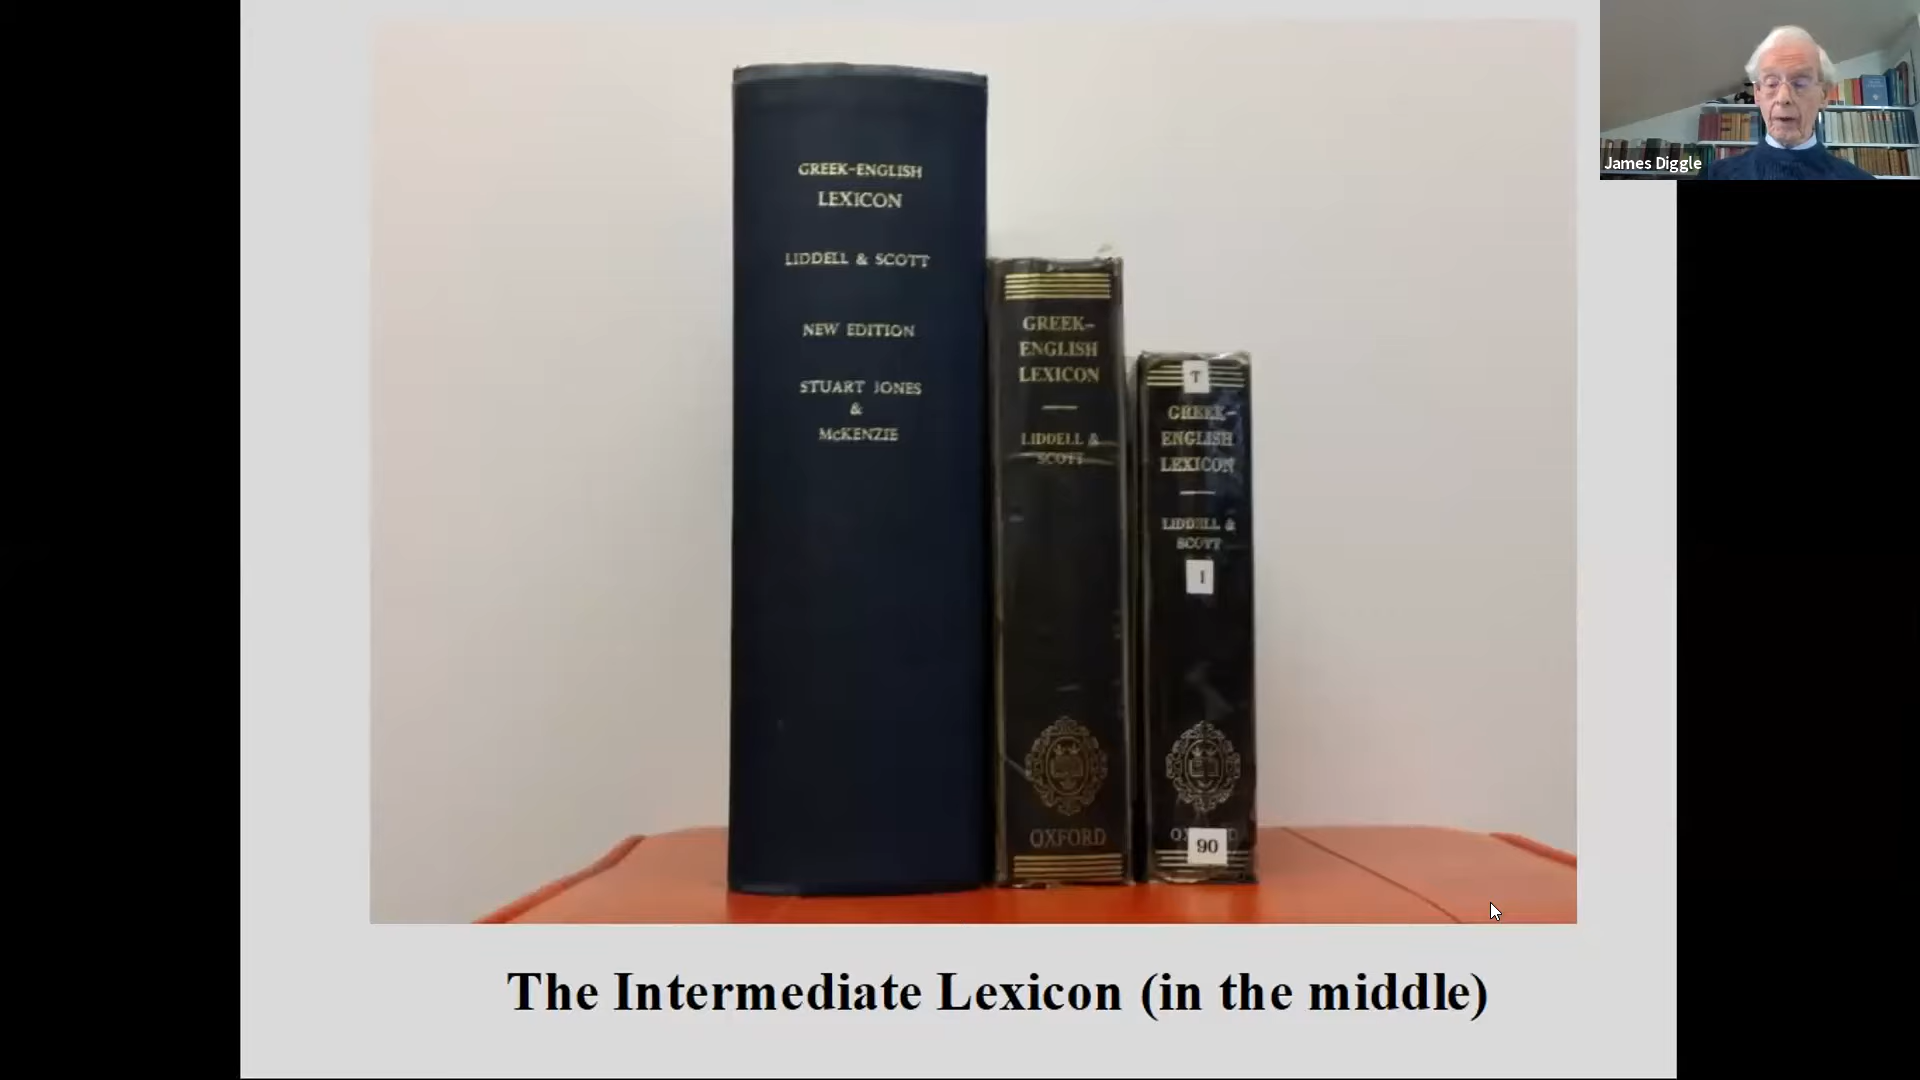 GREEK-ENGLISH
LEXICON
LIDDELL & SCOTT
NEW EDITION
STUART JONES
&
McKENZIE
GREEK-
ENGLISH
LEXICON
LIDDELL &
SCOTT
OXFORD
T
GREEK-
ENGLISH
LEXICON
LIDDELL &
SCOTT
1
90
James Diggle
The Intermediate Lexicon (in the middle)